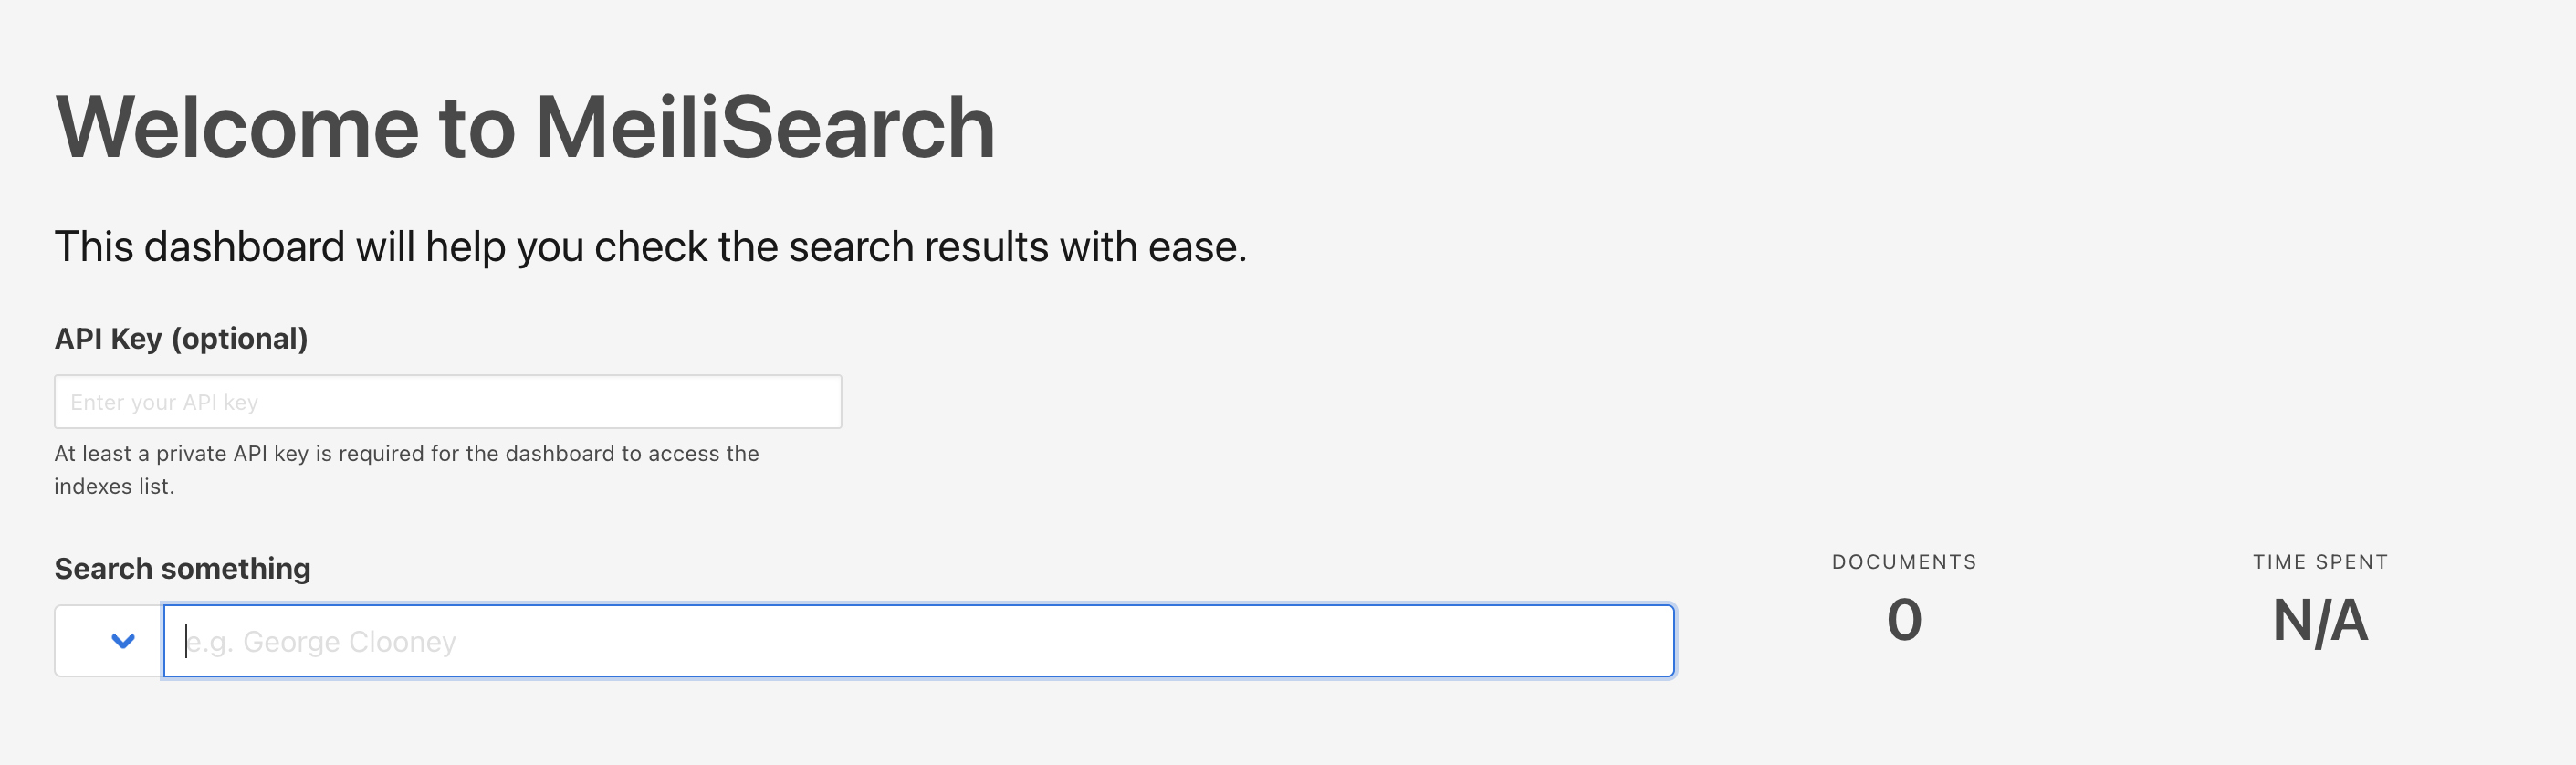 Welcome to MeiliSearch
This dashboard will help you check the search results with ease.
API Key (optional)
Enter your API key
At least a private API key is required for the dashboard to access the
indexes list.
Search something
e.g. George Clooney
DOCUMENTS
0
TIME SPENT
N/A